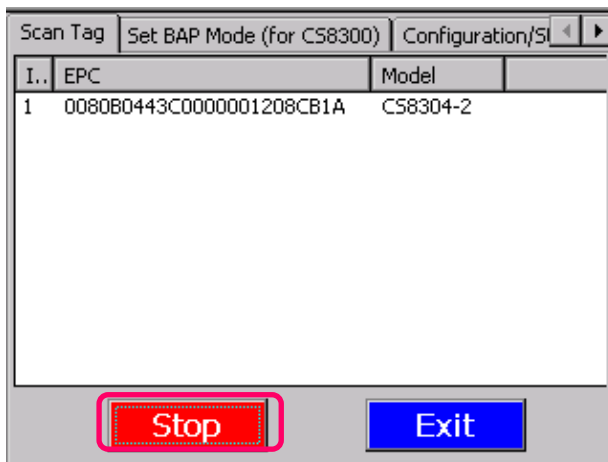 Scan Tag Set BAP Mode (for CS8300) Configuration/S
I.. EPC Model
1 0080B0443C0000001208CB1A CS8304-2
Stop Exit